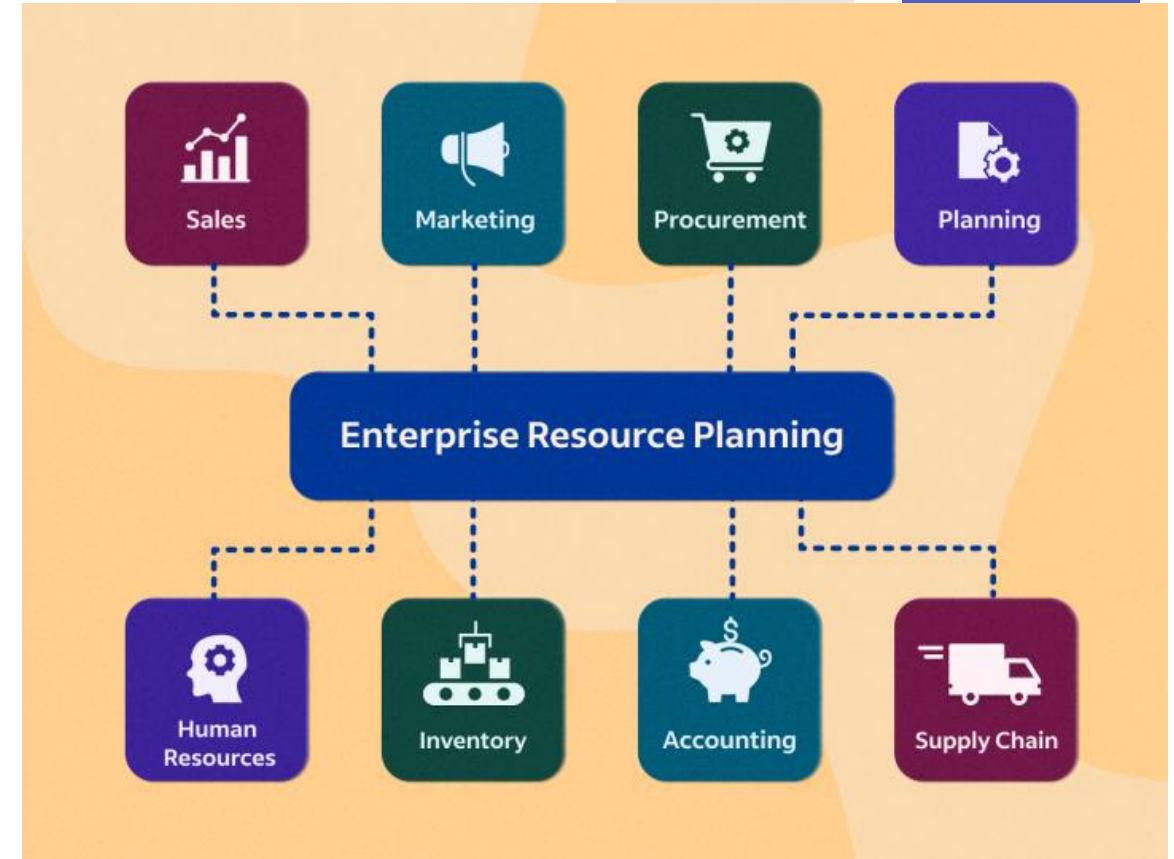 Sales
Marketing
Procurement
Planning
Enterprise Resource Planning
Human
Resources
Inventory
$
Accounting
Supply Chain